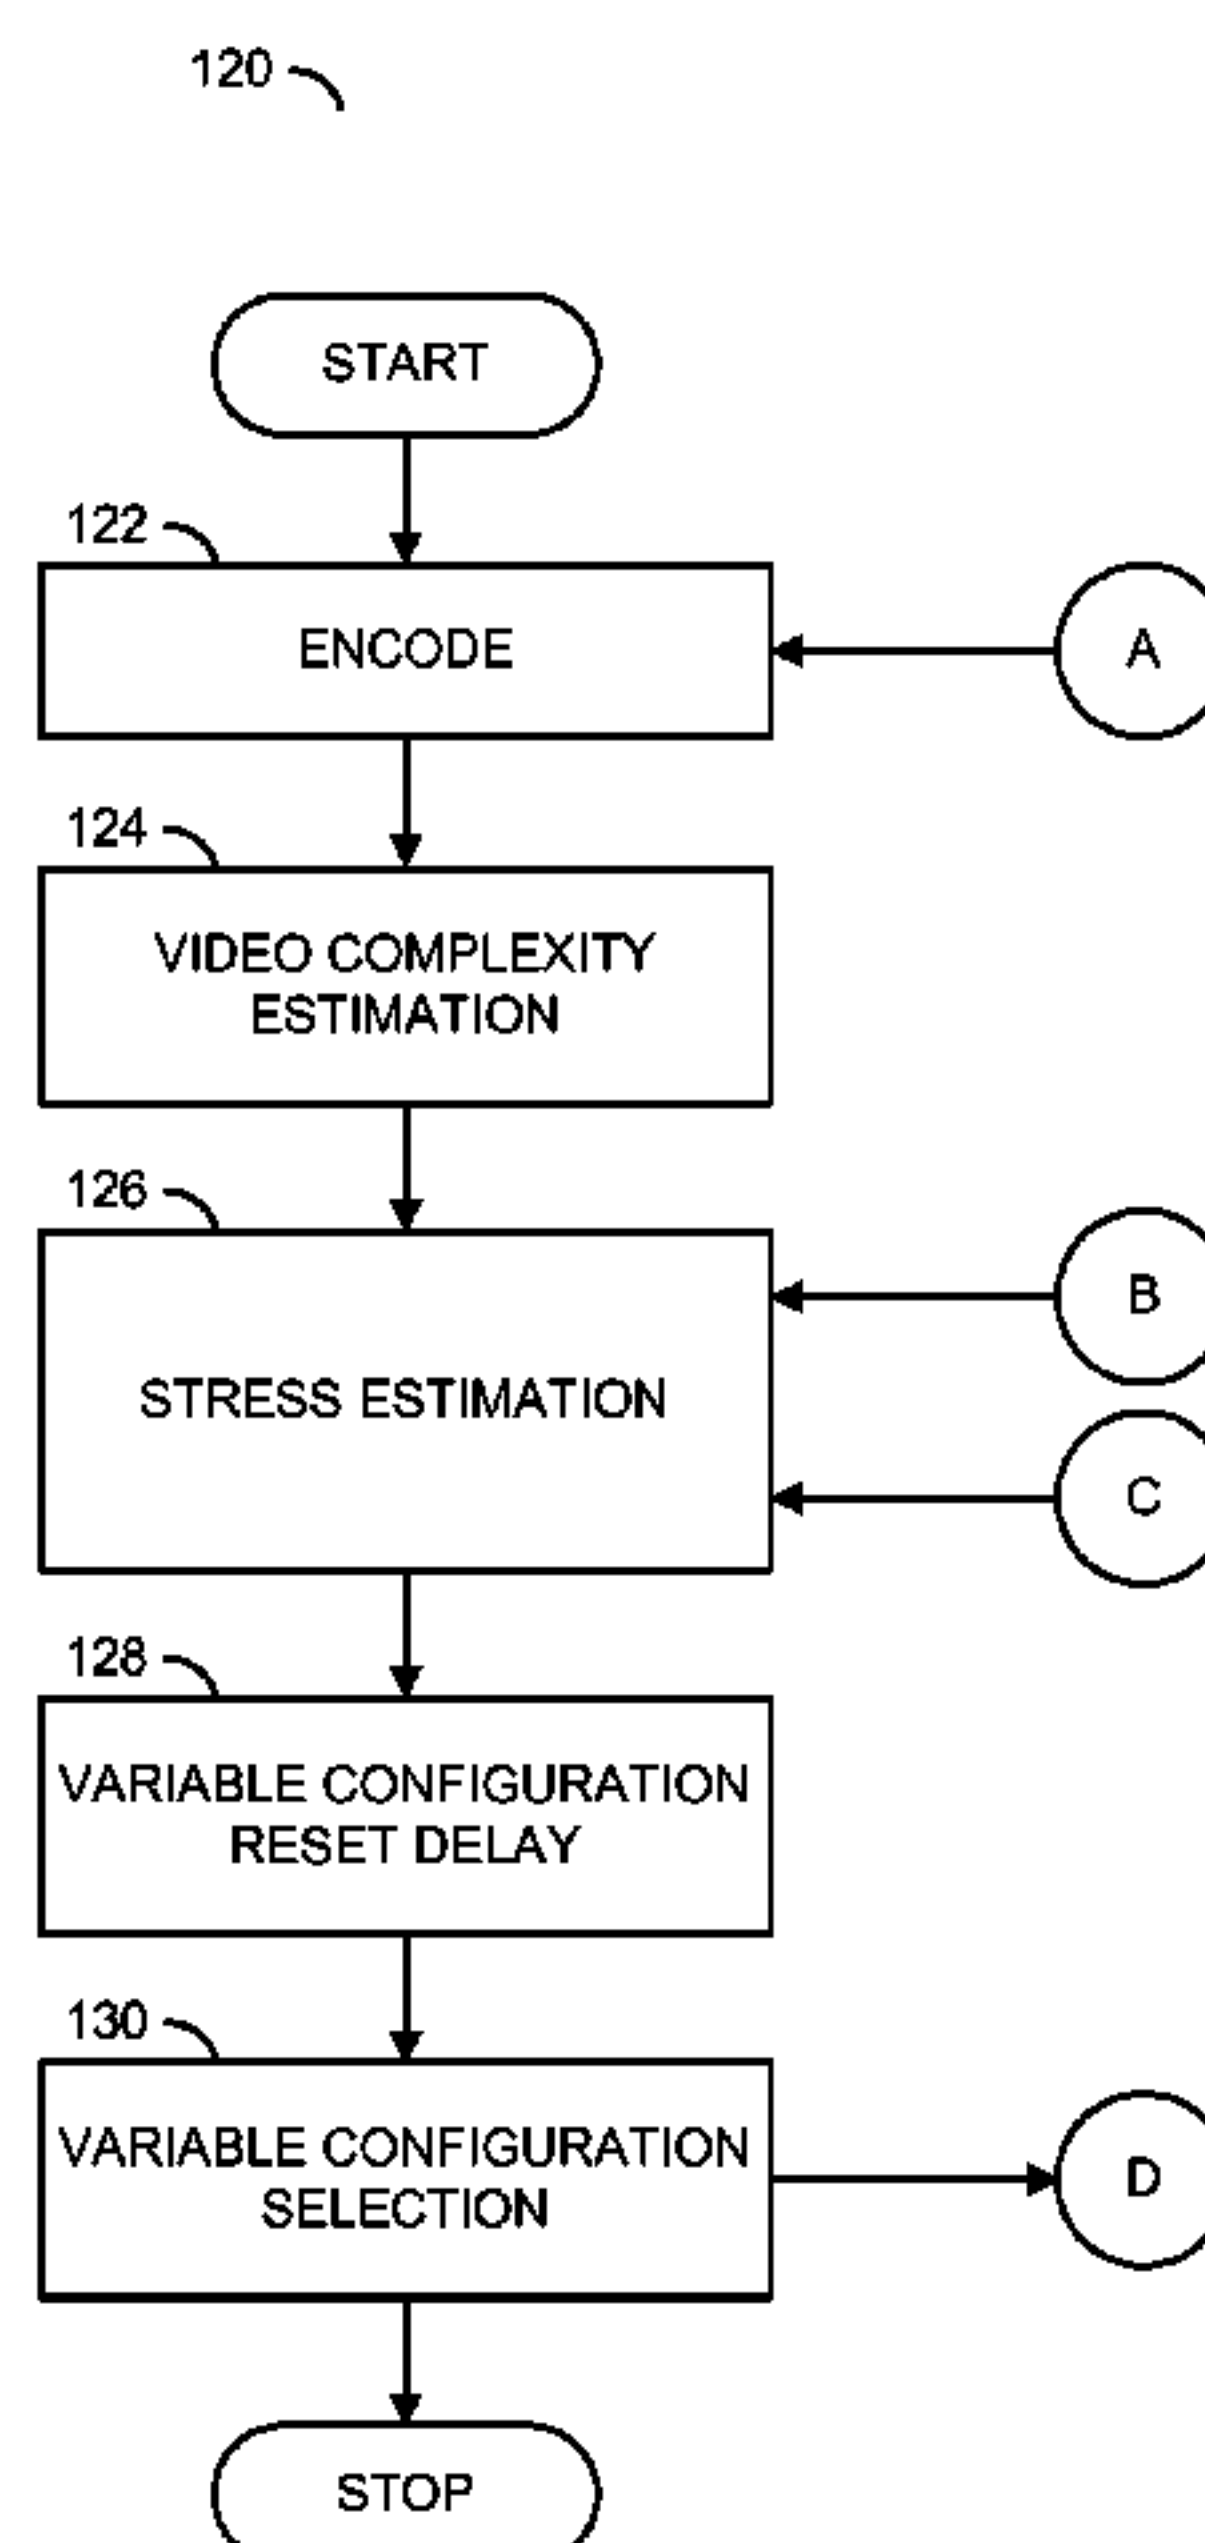 120
START
122
ENCODE
A
124
VIDEO COMPLEXITY
ESTIMATION
126
B
STRESS ESTIMATION
C
128
VARIABLE CONFIGURATION
RESET DELAY
130
VARIABLE CONFIGURATION
SELECTION
D
STOP